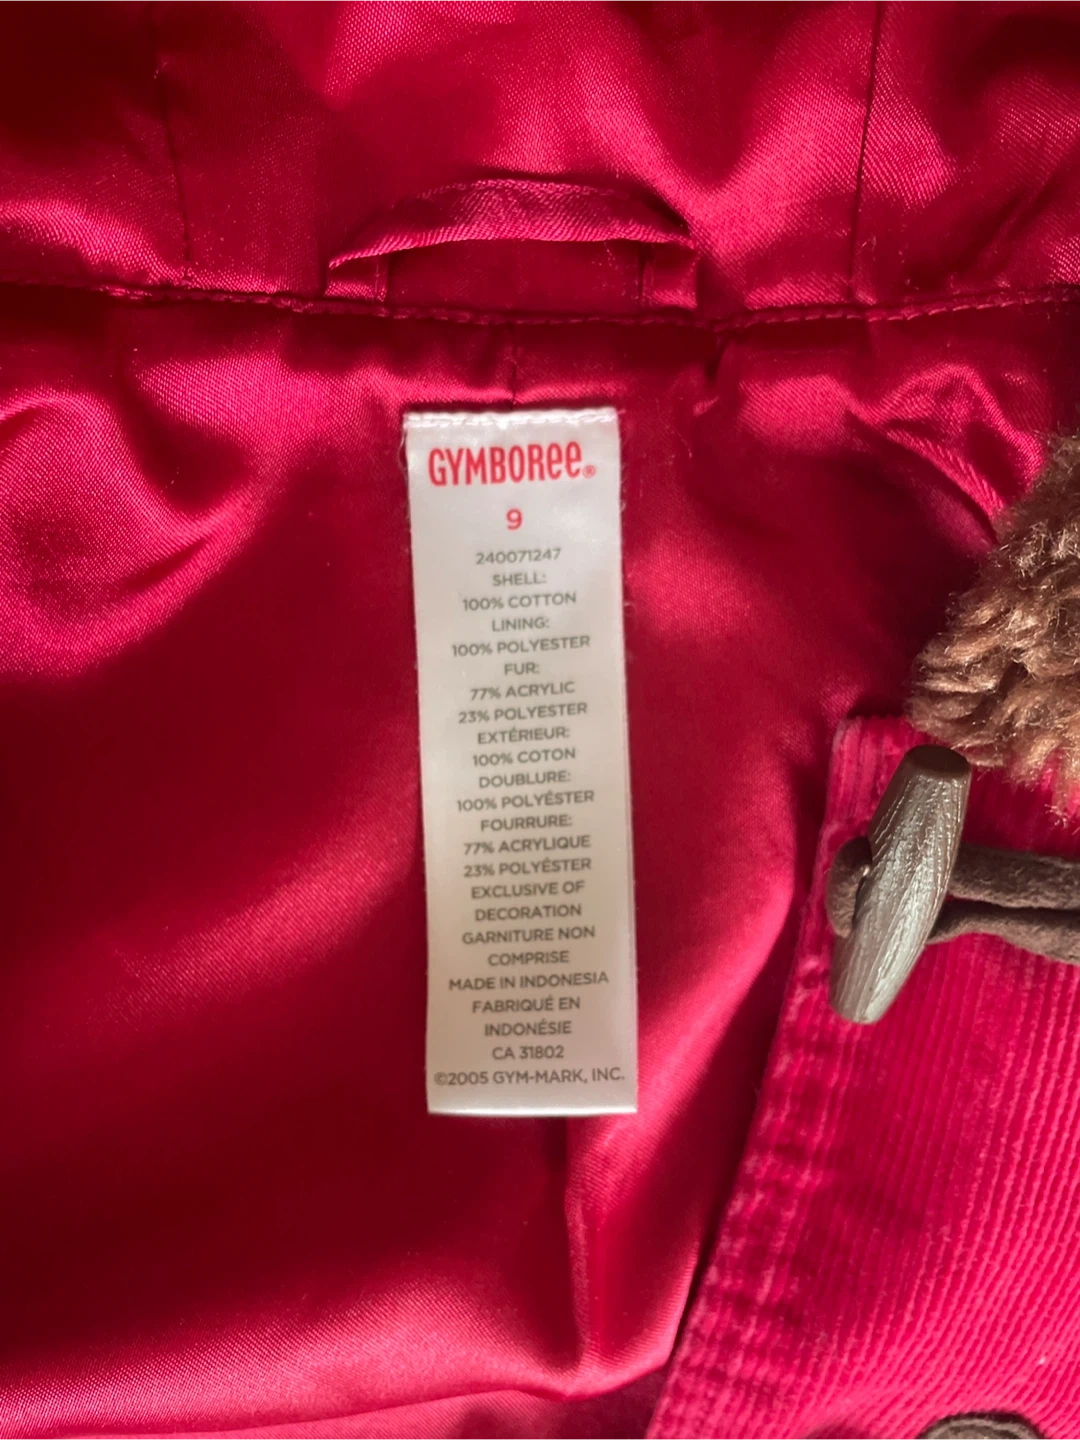 GYMBOREE®
9
240071247
SHELL:
100% COTTON
LINING:
100% POLYESTER
FUR:
77% ACRYLIC
23% POLYESTER
EXTÉRIEUR:
100% COTON
DOUBLURE:
100% POLYÉSTER
FOURRURE:
77% ACRYLIQUE
23% POLYÉSTER
EXCLUSIVE OF
DECORATION
GARNITURE NON
COMPRISE
MADE IN INDONESIA
FABRIQUÉ EN
INDONÉSIE
CA 31802
©2005 GYM-MARK, INC.